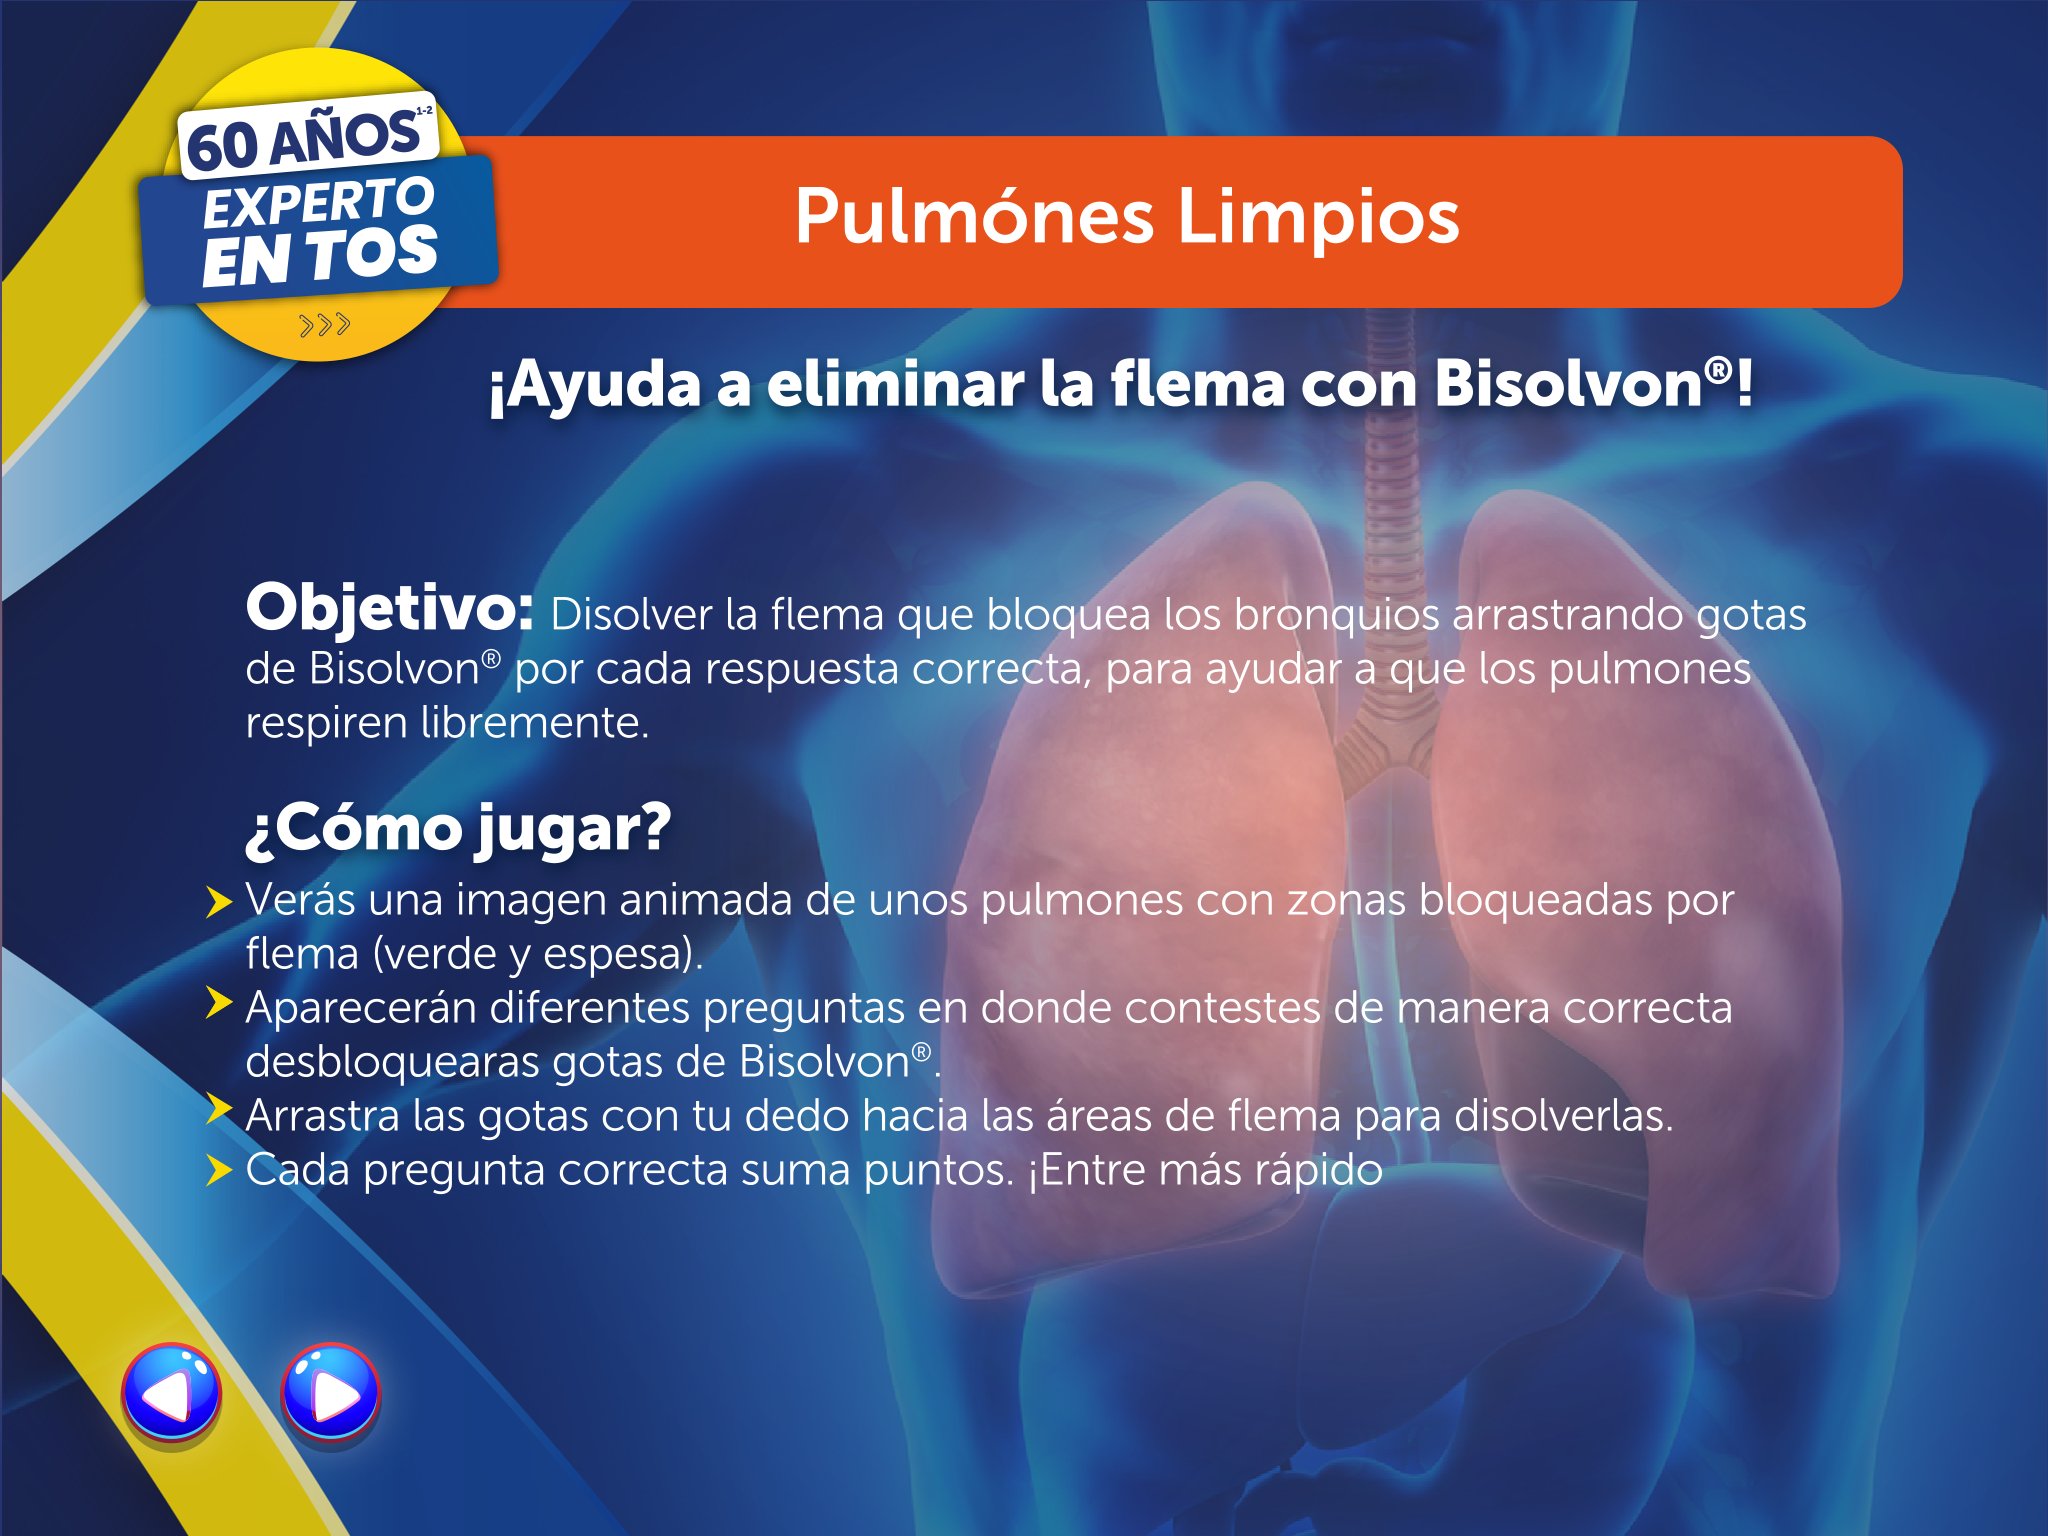 60 AÑOS¹⁻²
EXPERTO
EN TOS
Pulmónes Limpios
¡Ayuda a eliminar la flema con Bisolvon®!
Objetivo: Disolver la flema que bloquea los bronquios arrastrando gotas
de Bisolvon® por cada respuesta correcta, para ayudar a que los pulmones
respiren libremente.
¿Cómo jugar?
Verás una imagen animada de unos pulmones con zonas bloqueadas por
flema (verde y espesa).
Aparecerán diferentes preguntas en donde contestes de manera correcta
desbloquearas gotas de Bisolvon®.
Arrastra las gotas con tu dedo hacia las áreas de flema para disolverlas.
Cada pregunta correcta suma puntos. ¡Entre más rápido